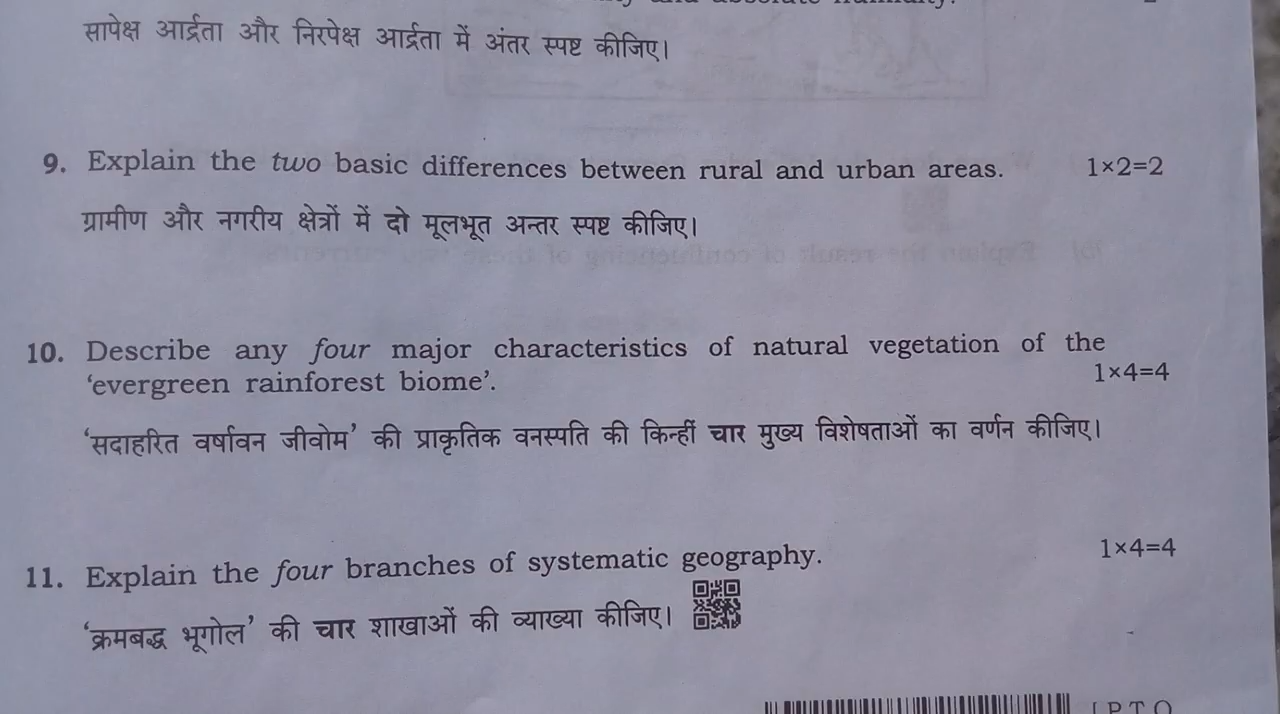 absolute humidity.
सापेक्ष आर्द्रता और निरपेक्ष आर्द्रता में अंतर स्पष्ट कीजिए।
9. Explain the two basic differences between rural and urban areas. 1×2=2
ग्रामीण और नगरीय क्षेत्रों में दो मूलभूत अन्तर स्पष्ट कीजिए।
10. Describe any four major characteristics of natural vegetation of the
‘evergreen rainforest biome’. 1×4=4
‘सदाहरित वर्षावन जीवोम’ की प्राकृतिक वनस्पति की किन्हीं चार मुख्य विशेषताओं का वर्णन कीजिए।
11. Explain the four branches of systematic geography. 1×4=4
‘क्रमबद्ध भूगोल’ की चार शाखाओं की व्याख्या कीजिए।
[ P.T.O.